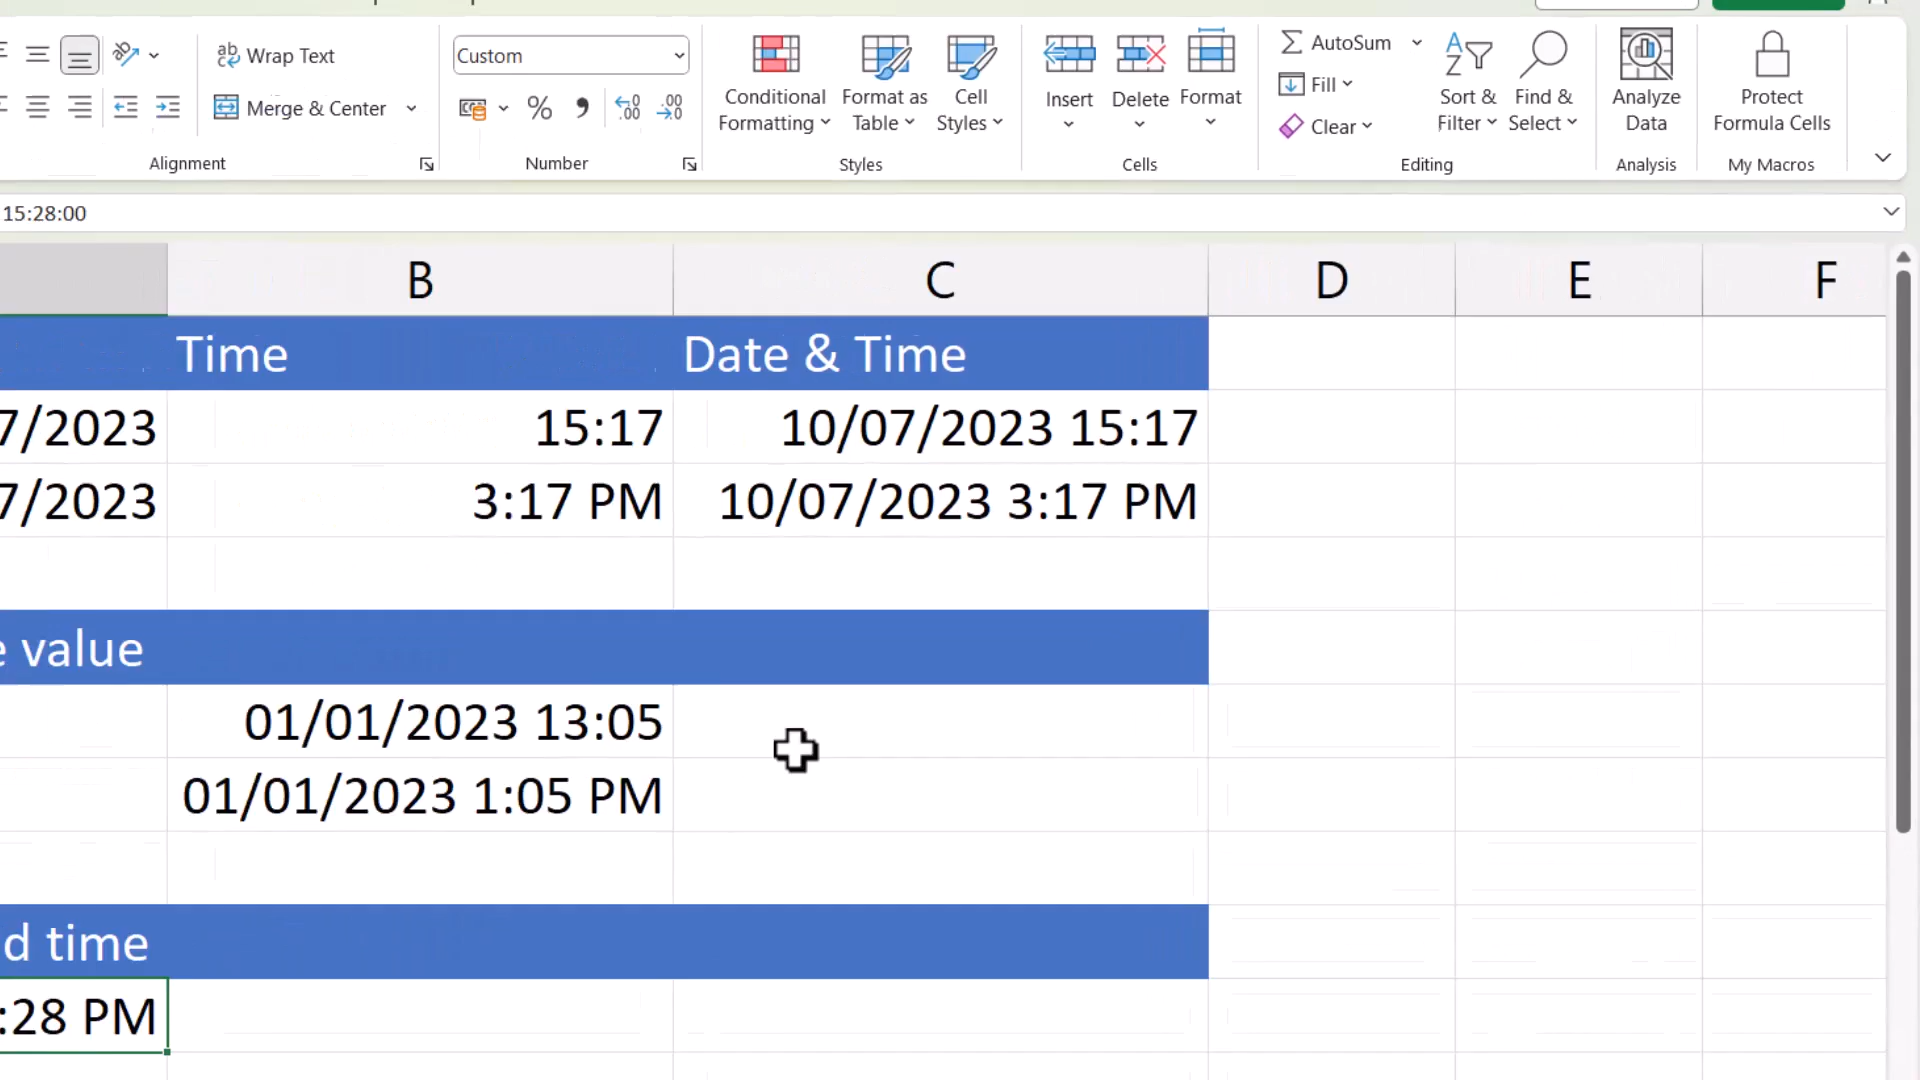 Wrap Text
Custom
Conditional Formatting
Format as Table
Cell Styles
Insert
Delete
Format
AutoSum
Fill
Clear
Sort & Filter
Find & Select
Analyze Data
Protect Formula Cells
Merge & Center
Alignment
Number
Styles
Cells
Editing
Analysis
My Macros
15:28:00
B C D E F
Time Date & Time
7/2023 15:17 10/07/2023 15:17
7/2023 3:17 PM 10/07/2023 3:17 PM
e value
01/01/2023 13:05
01/01/2023 1:05 PM
d time
:28 PM